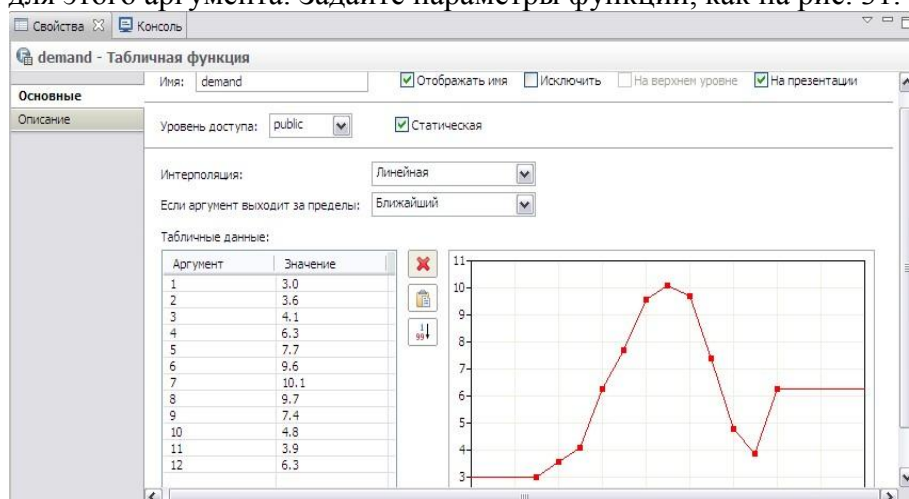 для этого аргумента. Задайте параметры функции, как на рис. 31.
Свойства Консоль
demand - Табличная функция
Имя: demand Отображать имя Исключить На верхнем уровне На презентации
Основные
Описание
Уровень доступа: public Статическая
Интерполяция: Линейная
Если аргумент выходит за пределы: Ближайший
Табличные данные:
Аргумент Значение
1 3.0
2 3.6
3 4.1
4 6.3
5 7.7
6 9.6
7 10.1
8 9.7
9 7.4
10 4.8
11 3.9
12 6.3
1
99
11
10
9
8
7
6
5
4
3